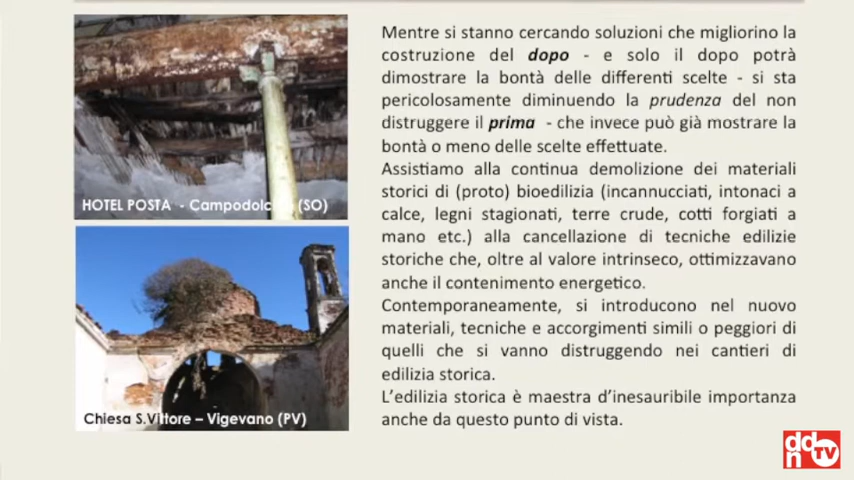 HOTEL POSTA - Campodolcino (SO)
Chiesa S.Vittore – Vigevano (PV)
Mentre si stanno cercando soluzioni che migliorino la
costruzione del dopo - e solo il dopo potrà
dimostrare la bontà delle differenti scelte - si sta
pericolosamente diminuendo la prudenza del non
distruggere il prima - che invece può già mostrare la
bontà o meno delle scelte effettuate.
Assistiamo alla continua demolizione dei materiali
storici di (proto) bioedilizia (incannucciati, intonaci a
calce, legni stagionati, terre crude, cotti forgiati a
mano etc.) alla cancellazione di tecniche edilizie
storiche che, oltre al valore intrinseco, ottimizzavano
anche il contenimento energetico.
Contemporaneamente, si introducono nel nuovo
materiali, tecniche e accorgimenti simili o peggiori di
quelli che si vanno distruggendo nei cantieri di
edilizia storica.
L'edilizia storica è maestra d'inesauribile importanza
anche da questo punto di vista.
ddn TV